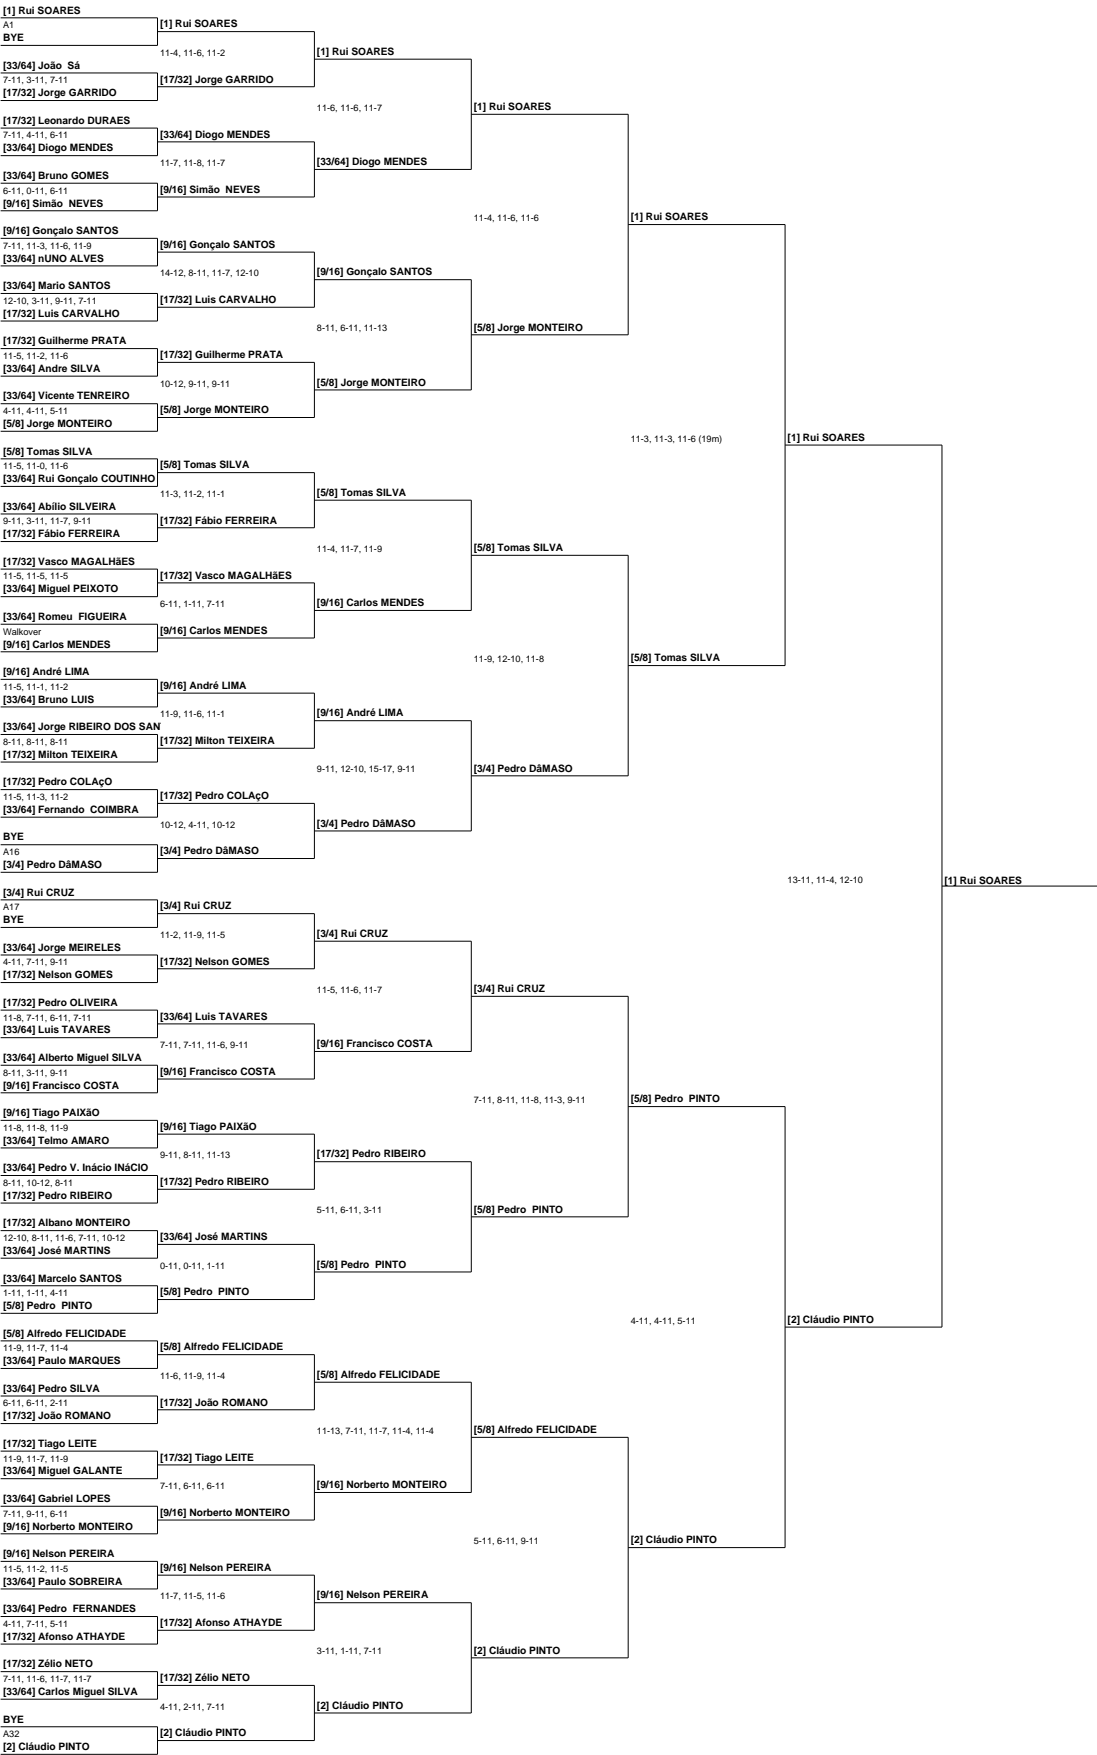 [1] Rui SOARES
A1
BYE
[33/64] João  Sá
7-11, 3-11, 7-11
[17/32] Jorge GARRIDO
[17/32] Leonardo DURAES
7-11, 4-11, 6-11
[33/64] Diogo MENDES
[33/64] Bruno GOMES
6-11, 0-11, 6-11
[9/16] Simão  NEVES
[9/16] Gonçalo SANTOS
7-11, 11-3, 11-6, 11-9
[33/64] nUNO ALVES
[33/64] Mario SANTOS
12-10, 3-11, 9-11, 7-11
[17/32] Luis CARVALHO
[17/32] Guilherme PRATA
11-5, 11-2, 11-6
[33/64] Andre SILVA
[33/64] Vicente TENREIRO
4-11, 4-11, 5-11
[5/8] Jorge MONTEIRO
[5/8] Tomas SILVA
11-5, 11-0, 11-6
[33/64] Rui Gonçalo COUTINHO
[33/64] Abílio SILVEIRA
9-11, 3-11, 11-7, 9-11
[17/32] Fábio FERREIRA
[17/32] Vasco MAGALHãES
11-5, 11-5, 11-5
[33/64] Miguel PEIXOTO
[33/64] Romeu  FIGUEIRA
Walkover
[9/16] Carlos MENDES
[9/16] André LIMA
11-5, 11-1, 11-2
[33/64] Bruno LUIS
[33/64] Jorge RIBEIRO DOS SAN
8-11, 8-11, 8-11
[17/32] Milton TEIXEIRA
[17/32] Pedro COLAçO
11-5, 11-3, 11-2
[33/64] Fernando  COIMBRA
BYE
A16
[3/4] Pedro DâMASO
[3/4] Rui CRUZ
A17
BYE
[33/64] Jorge MEIRELES
4-11, 7-11, 9-11
[17/32] Nelson GOMES
[17/32] Pedro OLIVEIRA
11-8, 7-11, 6-11, 7-11
[33/64] Luis TAVARES
[33/64] Alberto Miguel SILVA
8-11, 3-11, 9-11
[9/16] Francisco COSTA
[9/16] Tiago PAIXãO
11-8, 11-8, 11-9
[33/64] Telmo AMARO
[33/64] Pedro V. Inácio INáCIO
8-11, 10-12, 8-11
[17/32] Pedro RIBEIRO
[17/32] Albano MONTEIRO
12-10, 8-11, 11-6, 7-11, 10-12
[33/64] José MARTINS
[33/64] Marcelo SANTOS
1-11, 1-11, 4-11
[5/8] Pedro  PINTO
[5/8] Alfredo FELICIDADE
11-9, 11-7, 11-4
[33/64] Paulo MARQUES
[33/64] Pedro SILVA
6-11, 6-11, 2-11
[17/32] João ROMANO
[17/32] Tiago LEITE
11-9, 11-7, 11-9
[33/64] Miguel GALANTE
[33/64] Gabriel LOPES
7-11, 9-11, 6-11
[9/16] Norberto MONTEIRO
[9/16] Nelson PEREIRA
11-5, 11-2, 11-5
[33/64] Paulo SOBREIRA
[33/64] Pedro  FERNANDES
4-11, 7-11, 5-11
[17/32] Afonso ATHAYDE
[17/32] Zélio NETO
7-11, 11-6, 11-7, 11-7
[33/64] Carlos Miguel SILVA
BYE
A32
[2] Cláudio PINTO
[1] Rui SOARES
11-4, 11-6, 11-2
[17/32] Jorge GARRIDO
[33/64] Diogo MENDES
11-7, 11-8, 11-7
[9/16] Simão  NEVES
[9/16] Gonçalo SANTOS
14-12, 8-11, 11-7, 12-10
[17/32] Luis CARVALHO
[17/32] Guilherme PRATA
10-12, 9-11, 9-11
[5/8] Jorge MONTEIRO
[5/8] Tomas SILVA
11-3, 11-2, 11-1
[17/32] Fábio FERREIRA
[17/32] Vasco MAGALHãES
6-11, 1-11, 7-11
[9/16] Carlos MENDES
[9/16] André LIMA
11-9, 11-6, 11-1
[17/32] Milton TEIXEIRA
[17/32] Pedro COLAçO
10-12, 4-11, 10-12
[3/4] Pedro DâMASO
[3/4] Rui CRUZ
11-2, 11-9, 11-5
[17/32] Nelson GOMES
[33/64] Luis TAVARES
7-11, 7-11, 11-6, 9-11
[9/16] Francisco COSTA
[9/16] Tiago PAIXãO
9-11, 8-11, 11-13
[17/32] Pedro RIBEIRO
[33/64] José MARTINS
0-11, 0-11, 1-11
[5/8] Pedro  PINTO
[5/8] Alfredo FELICIDADE
11-6, 11-9, 11-4
[17/32] João ROMANO
[17/32] Tiago LEITE
7-11, 6-11, 6-11
[9/16] Norberto MONTEIRO
[9/16] Nelson PEREIRA
11-7, 11-5, 11-6
[17/32] Afonso ATHAYDE
[17/32] Zélio NETO
4-11, 2-11, 7-11
[2] Cláudio PINTO
[1] Rui SOARES
11-6, 11-6, 11-7
[33/64] Diogo MENDES
[9/16] Gonçalo SANTOS
8-11, 6-11, 11-13
[5/8] Jorge MONTEIRO
[5/8] Tomas SILVA
11-4, 11-7, 11-9
[9/16] Carlos MENDES
[9/16] André LIMA
9-11, 12-10, 15-17, 9-11
[3/4] Pedro DâMASO
[3/4] Rui CRUZ
11-5, 11-6, 11-7
[9/16] Francisco COSTA
[17/32] Pedro RIBEIRO
5-11, 6-11, 3-11
[5/8] Pedro  PINTO
[5/8] Alfredo FELICIDADE
11-13, 7-11, 11-7, 11-4, 11-4
[9/16] Norberto MONTEIRO
[9/16] Nelson PEREIRA
3-11, 1-11, 7-11
[2] Cláudio PINTO
[1] Rui SOARES
11-4, 11-6, 11-6
[5/8] Jorge MONTEIRO
[5/8] Tomas SILVA
11-9, 12-10, 11-8
[3/4] Pedro DâMASO
[3/4] Rui CRUZ
7-11, 8-11, 11-8, 11-3, 9-11
[5/8] Pedro  PINTO
[5/8] Alfredo FELICIDADE
5-11, 6-11, 9-11
[2] Cláudio PINTO
[1] Rui SOARES
11-3, 11-3, 11-6 (19m)
[5/8] Tomas SILVA
[5/8] Pedro  PINTO
4-11, 4-11, 5-11
[2] Cláudio PINTO
[1] Rui SOARES
13-11, 11-4, 12-10
[2] Cláudio PINTO
[1] Rui SOARES